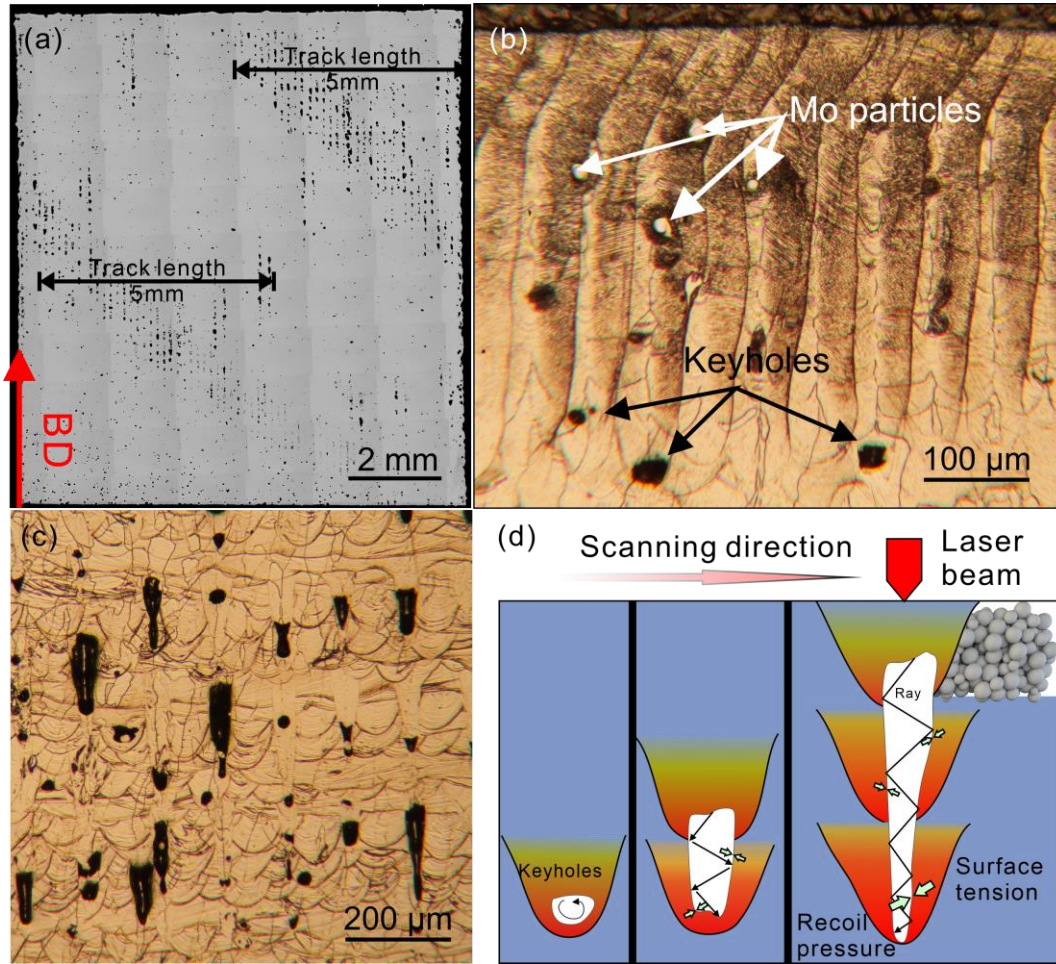 (a)
Track length
5mm
Track length
5mm
BD
2 mm
(b)
Mo particles
Keyholes
100 μm
(c)
200 μm
(d)
Scanning direction
Laser
beam
Ray
Keyholes
Surface
tension
Recoil
pressure